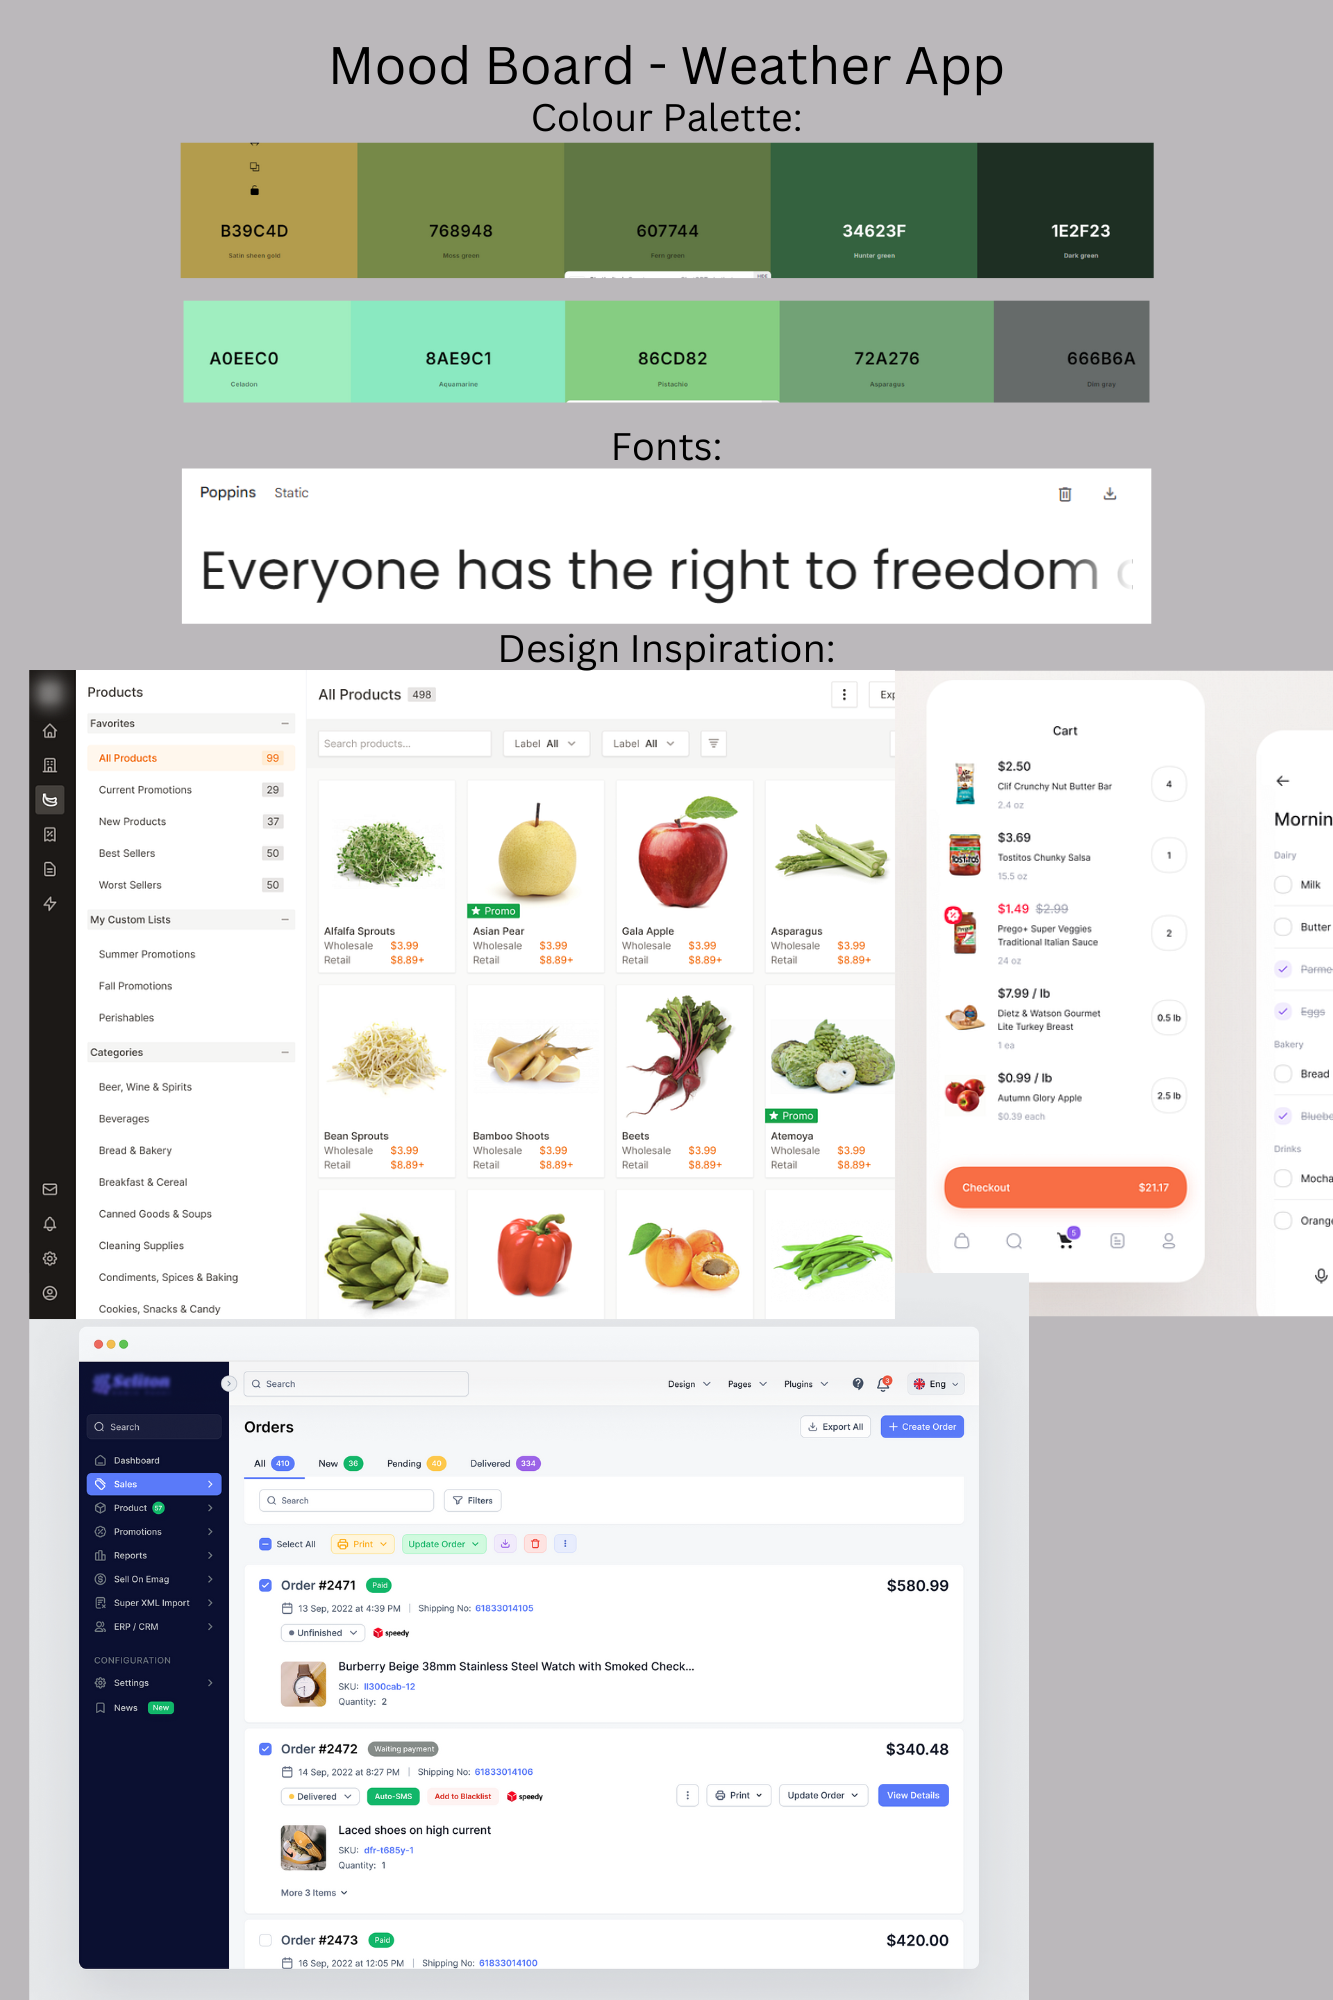 Mood Board - Weather App
Colour Palette:
B39C4D
Satin sheen gold
768948
Moss green
607744
Fern green
34623F
Hunter green
1E2F23
Dark green
A0EEC0
Celadon
8AE9C1
Aquamarine
86CD82
Pistachio
72A276
Asparagus
666B6A
Dim gray
Fonts:
Poppins Static
Everyone has the right to freedom
Design Inspiration:
Products
Favorites
All Products 99
Current Promotions 29
New Products 37
Best Sellers 50
Worst Sellers 50
My Custom Lists
Summer Promotions
Fall Promotions
Perishables
Categories
Beer, Wine & Spirits
Beverages
Bread & Bakery
Breakfast & Cereal
Canned Goods & Soups
Cleaning Supplies
Condiments, Spices & Baking
Cookies, Snacks & Candy
All Products 498
Exp
Search products...
Label All
Label All
Alfalfa Sprouts
Wholesale $3.99
Retail $8.89+
Promo
Asian Pear
Wholesale $3.99
Retail $8.89+
Gala Apple
Wholesale $3.99
Retail $8.89+
Asparagus
Wholesale $3.99
Retail $8.89+
Bean Sprouts
Wholesale $3.99
Retail $8.89+
Bamboo Shoots
Wholesale $3.99
Retail $8.89+
Beets
Wholesale $3.99
Retail $8.89+
Promo
Atemoya
Wholesale $3.99
Retail $8.89+
Cart
$2.50
Clif Crunchy Nut Butter Bar
2.4 oz
4
$3.69
Tostitos Chunky Salsa
15.5 oz
1
TOSTITOS
$1.49 $2.99
Prego+ Super Veggies
Traditional Italian Sauce
24 oz
2
$7.99 / lb
Dietz & Watson Gourmet
Lite Turkey Breast
1 ea
0.5 lb
$0.99 / lb
Autumn Glory Apple
$0.39 each
2.5 lb
Checkout $21.17
5
Mornin
Dairy
Milk
Butter
Parme
Eggs
Bakery
Bread
Bluebe
Drinks
Mocha
Orange
Seliton
Search
Dashboard
Sales
Product 57
Promotions
Reports
Sell On Emag
Super XML Import
ERP / CRM
CONFIGURATION
Settings
News New
Search
Design Pages Plugins 3 Eng
Orders
Export All + Create Order
All 410 New 36 Pending 40 Delivered 334
Search Filters
Select All Print Update Order
Order #2471 Paid $580.99
13 Sep, 2022 at 4:39 PM | Shipping No: 61833014105
Unfinished speedy
Burberry Beige 38mm Stainless Steel Watch with Smoked Check...
SKU: ll300cab-12
Quantity: 2
Order #2472 Waiting payment $340.48
14 Sep, 2022 at 8:27 PM | Shipping No: 61833014106
Delivered Auto-SMS Add to Blacklist speedy Print Update Order View Details
Laced shoes on high current
SKU: dfr-t685y-1
Quantity: 1
More 3 Items
Order #2473 Paid $420.00
16 Sep, 2022 at 12:05 PM | Shipping No: 61833014100